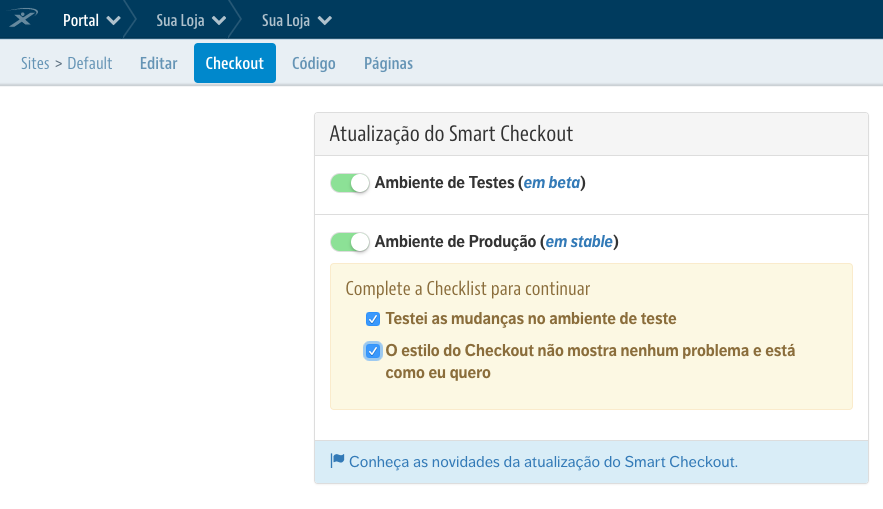 Portal Sua Loja Sua Loja
Sites > Default Editar Checkout Código Páginas
Atualização do Smart Checkout
Ambiente de Testes (em beta)
Ambiente de Produção (em stable)
Complete a Checklist para continuar
Testei as mudanças no ambiente de teste
O estilo do Checkout não mostra nenhum problema e está
como eu quero
Conheça as novidades da atualização do Smart Checkout.